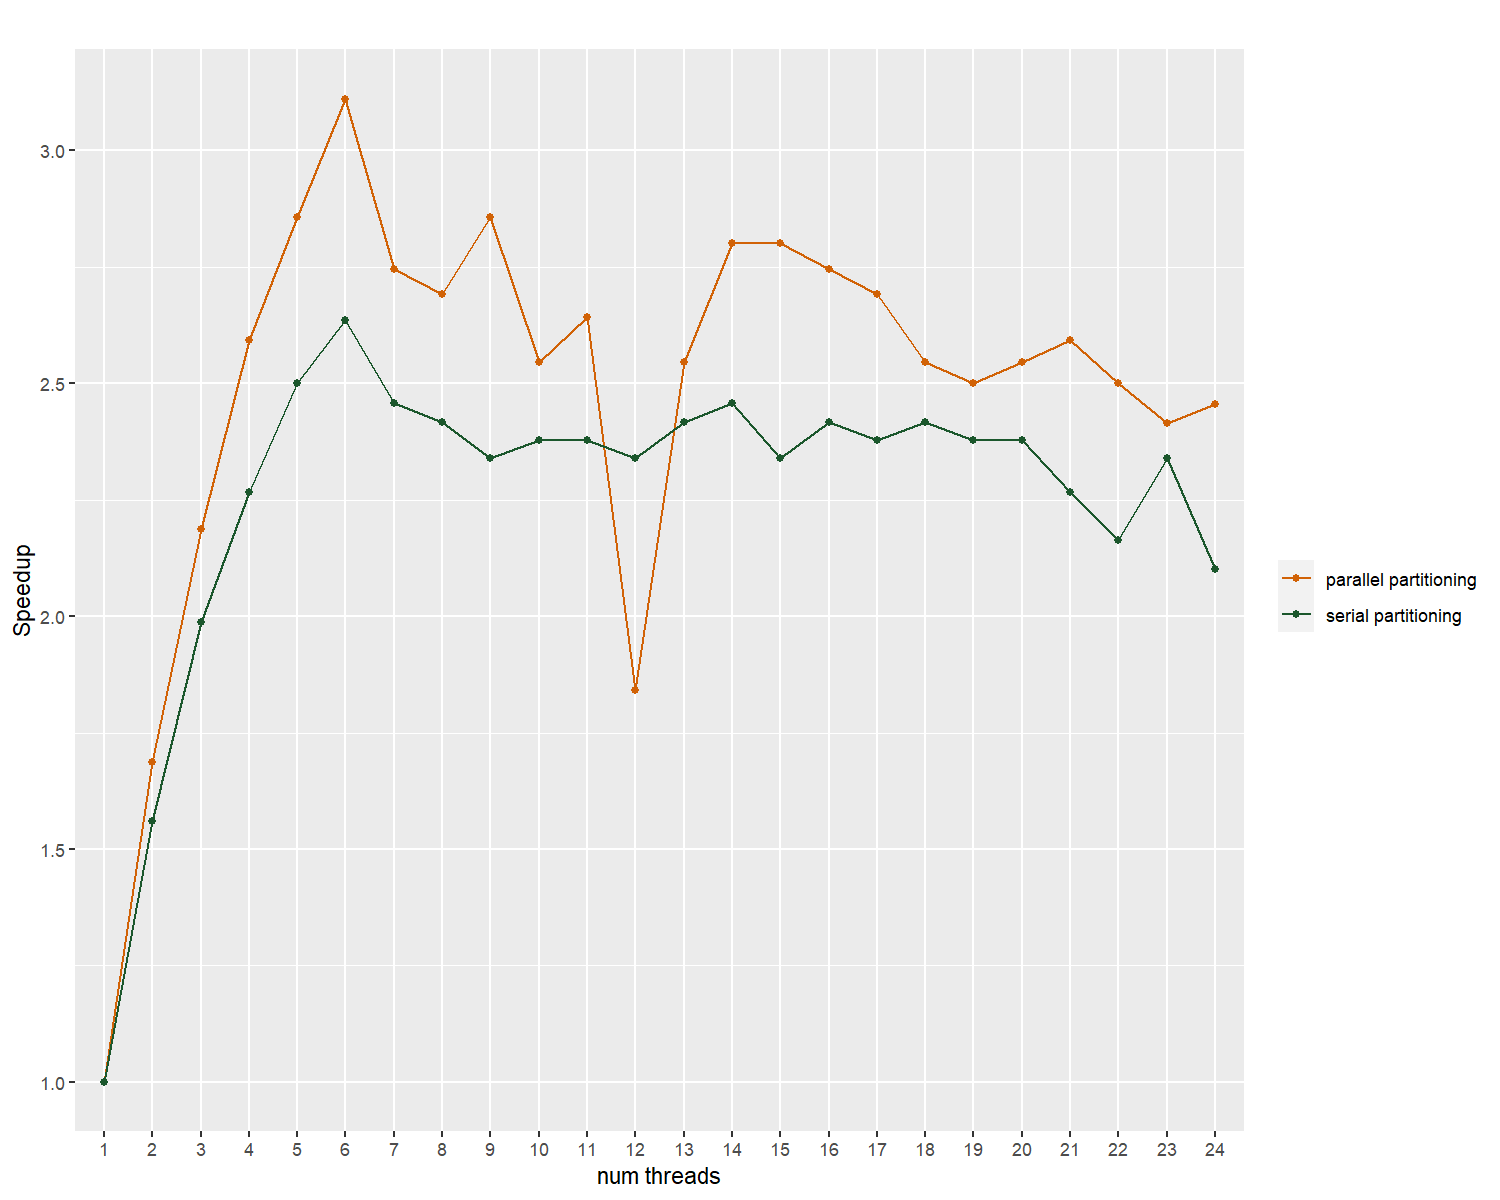 Speedup
3.0
2.5
2.0
1.5
1.0
1 2 3 4 5 6 7 8 9 10 11 12 13 14 15 16 17 18 19 20 21 22 23 24
num threads
parallel partitioning
serial partitioning